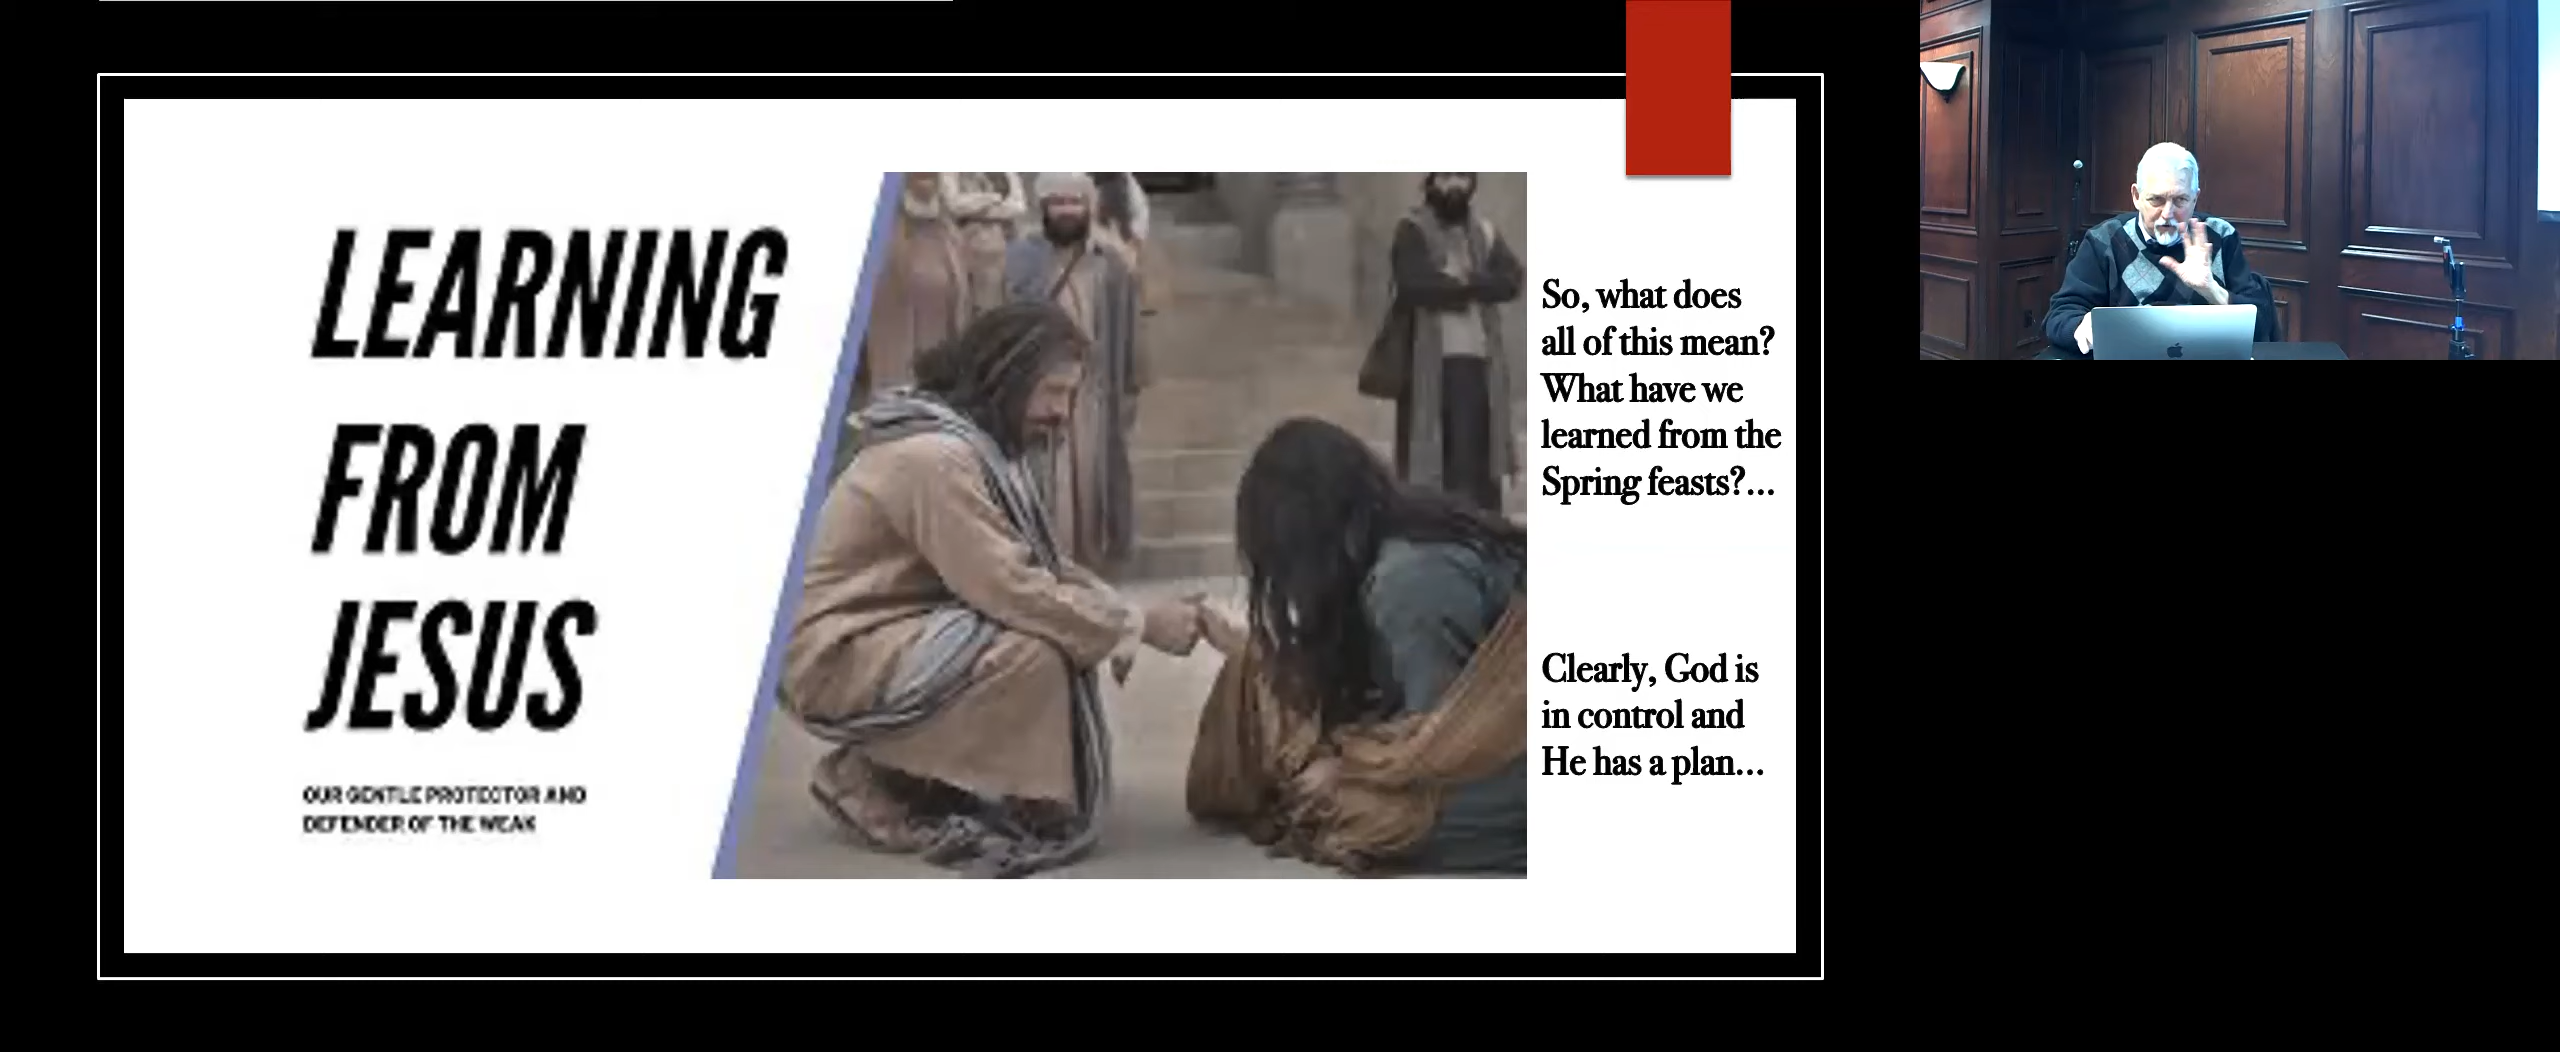 LEARNING
FROM
JESUS
OUR GENTLE PROTECTOR AND
DEFENDER OF THE WEAK
So, what does
all of this mean?
What have we
learned from the
Spring feasts?...
Clearly, God is
in control and
He has a plan...